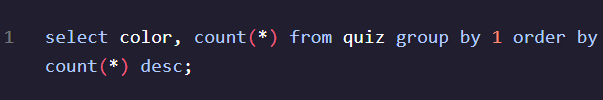 1 select color, count(*) from quiz group by 1 order by
count(*) desc;